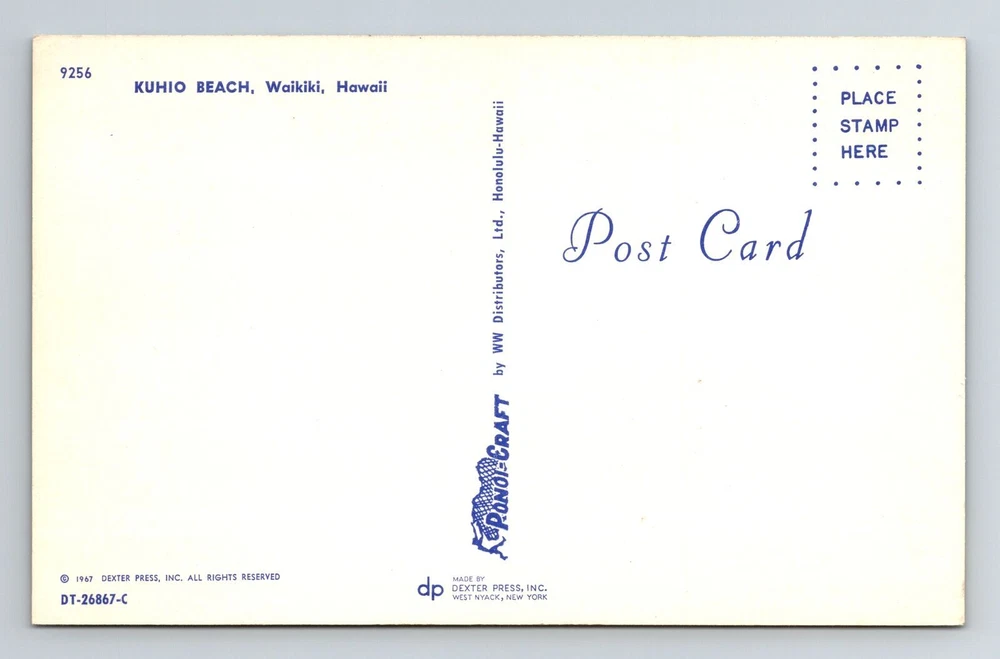 9256
KUHIO BEACH, Waikiki, Hawaii
PLACE
STAMP
HERE
Post Card
PONOI-CRAFT by WW Distributors, Ltd., Honolulu-Hawaii
© 1967 DEXTER PRESS, INC. ALL RIGHTS RESERVED
DT-26867-C
dp
MADE BY
DEXTER PRESS, INC.
WEST NYACK, NEW YORK